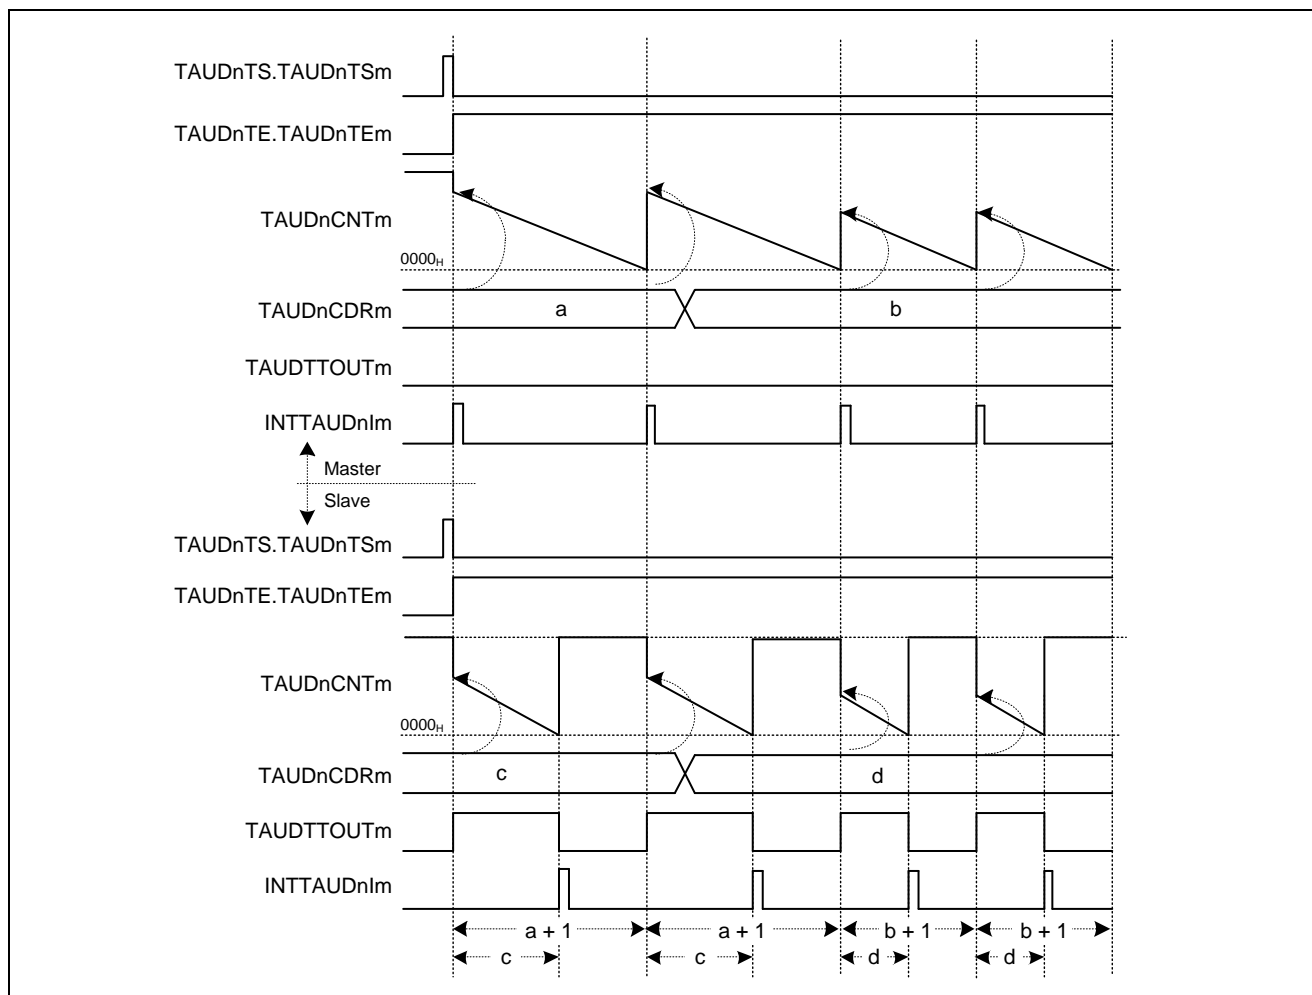 TAUDnTS.TAUDnTSm
TAUDnTE.TAUDnTEm
TAUDnCNTm
0000H
TAUDnCDRm
a
b
TAUDTTOUTm
INTTAUDnIm
Master
Slave
TAUDnTS.TAUDnTSm
TAUDnTE.TAUDnTEm
TAUDnCNTm
0000H
TAUDnCDRm
c
d
TAUDTTOUTm
INTTAUDnIm
a + 1 a + 1 b + 1 b + 1
c c d d